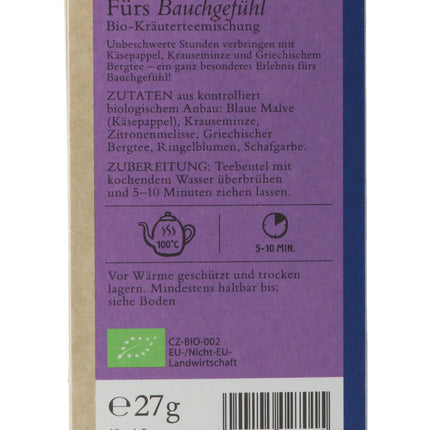 Fürs Bauchgefühl
Bio-Kräuterteemischung
Unbeschwerte Stunden verbringen mit
Käsepappel, Krauseminze und Griechischem
Bergtee – ein ganz besonderes Erlebnis fürs
Bauchgefühl!
ZUTATEN aus kontrolliert
biologischem Anbau: Blaue Malve
(Käsepappel), Krauseminze,
Zitronenmelisse, Griechischer
Bergtee, Ringelblumen, Schafgarbe.
ZUBEREITUNG: Teebeutel mit
kochendem Wasser überbrühen
und 5–10 Minuten ziehen lassen.
100°C
5-10 MIN.
Vor Wärme geschützt und trocken
lagern. Mindestens haltbar bis:
siehe Boden
CZ-BIO-002
EU-/Nicht-EU-
Landwirtschaft
℮27g